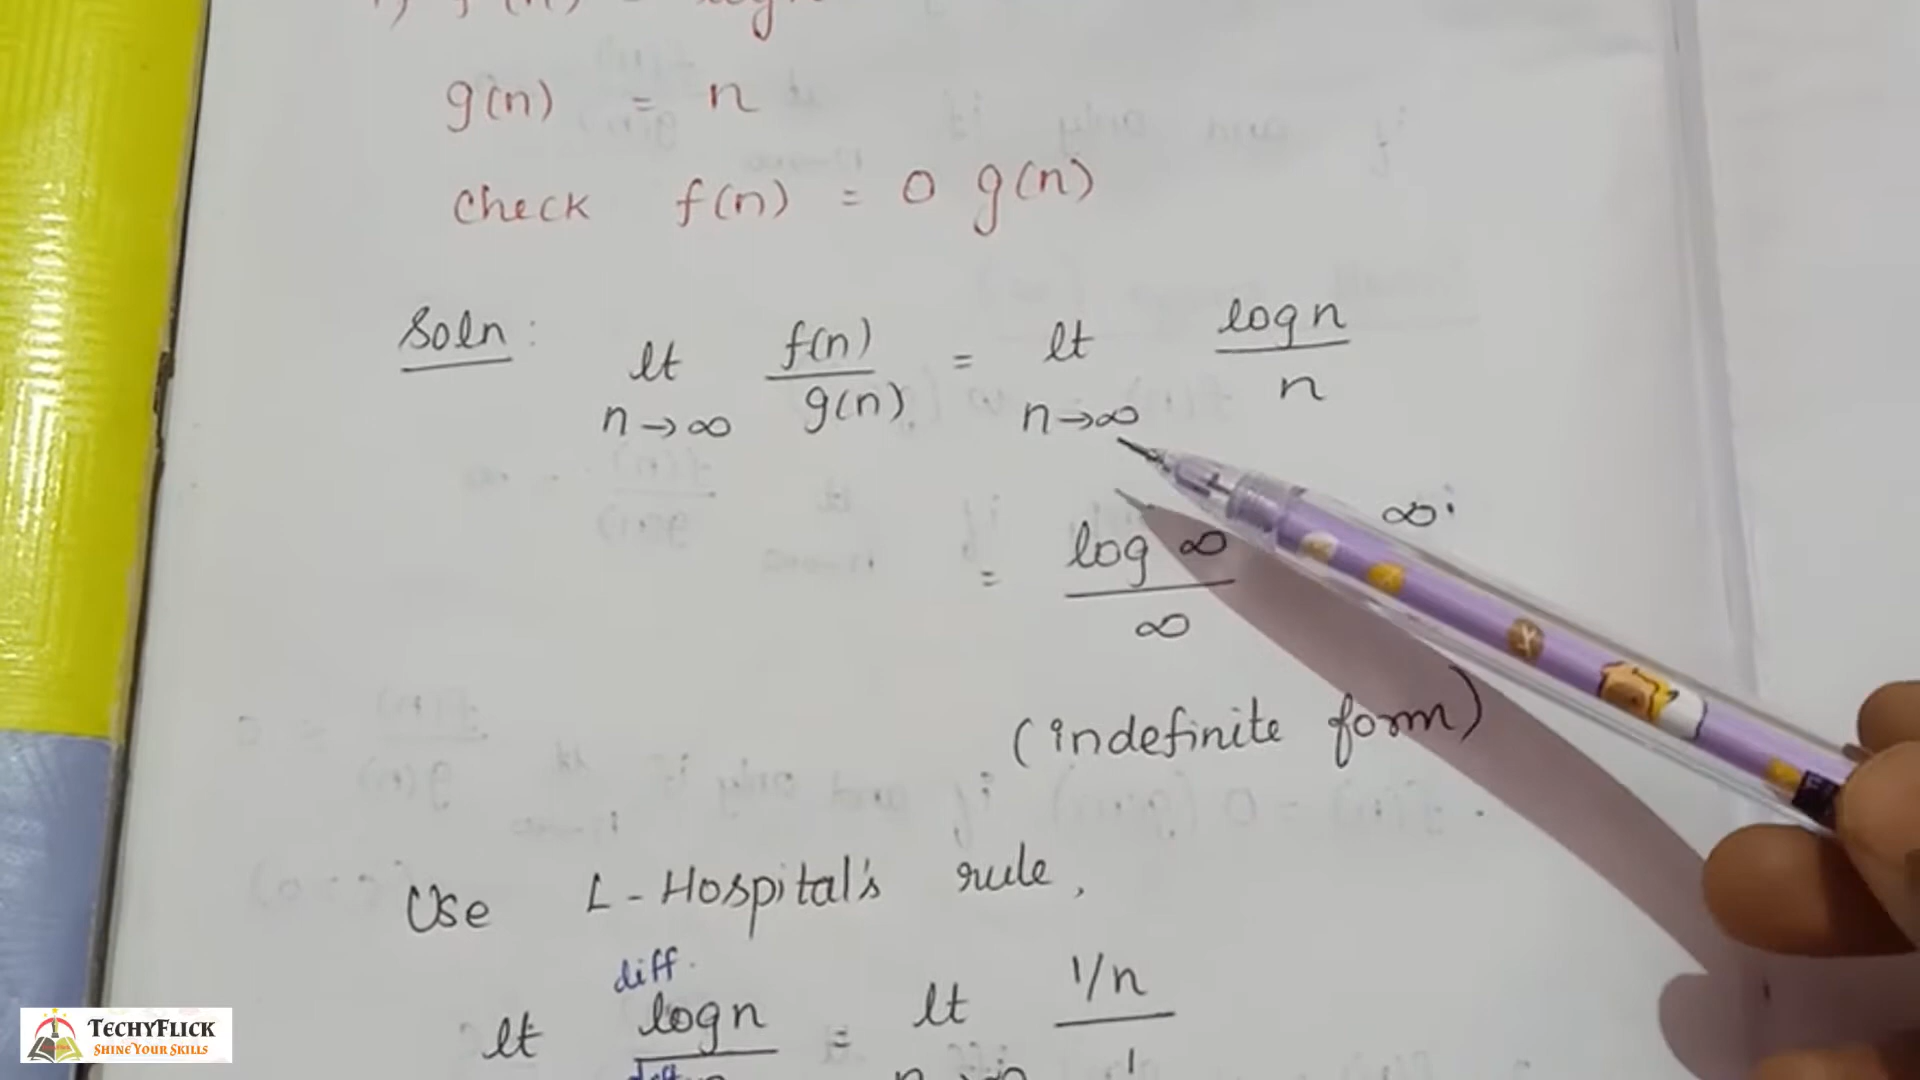 g(n) = n
Check f(n) = O g(n)
Soln: lt n→∞ f(n)/g(n) = lt n→∞ log n/n
= log ∞/∞ ∞
(indefinite form)
Use L-Hospital's rule,
diff.
lt log n = lt 1/n
TECHYFLICK
SHINE YOUR SKILLS